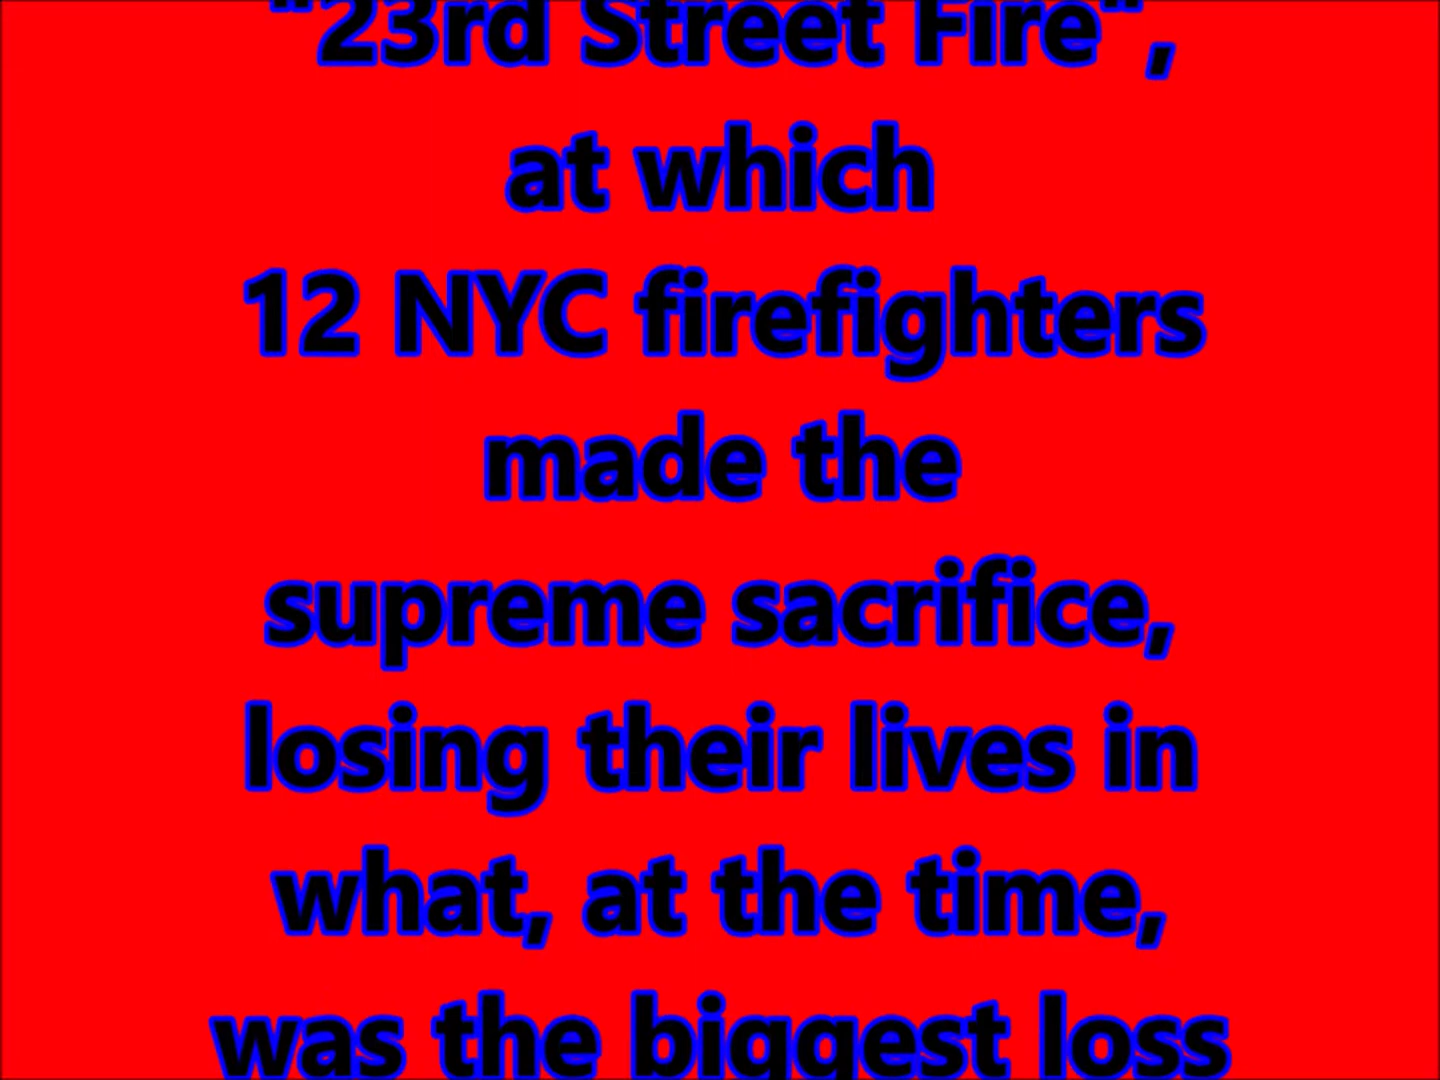 "23rd Street Fire",
at which
12 NYC firefighters
made the
supreme sacrifice,
losing their lives in
what, at the time,
was the biggest loss